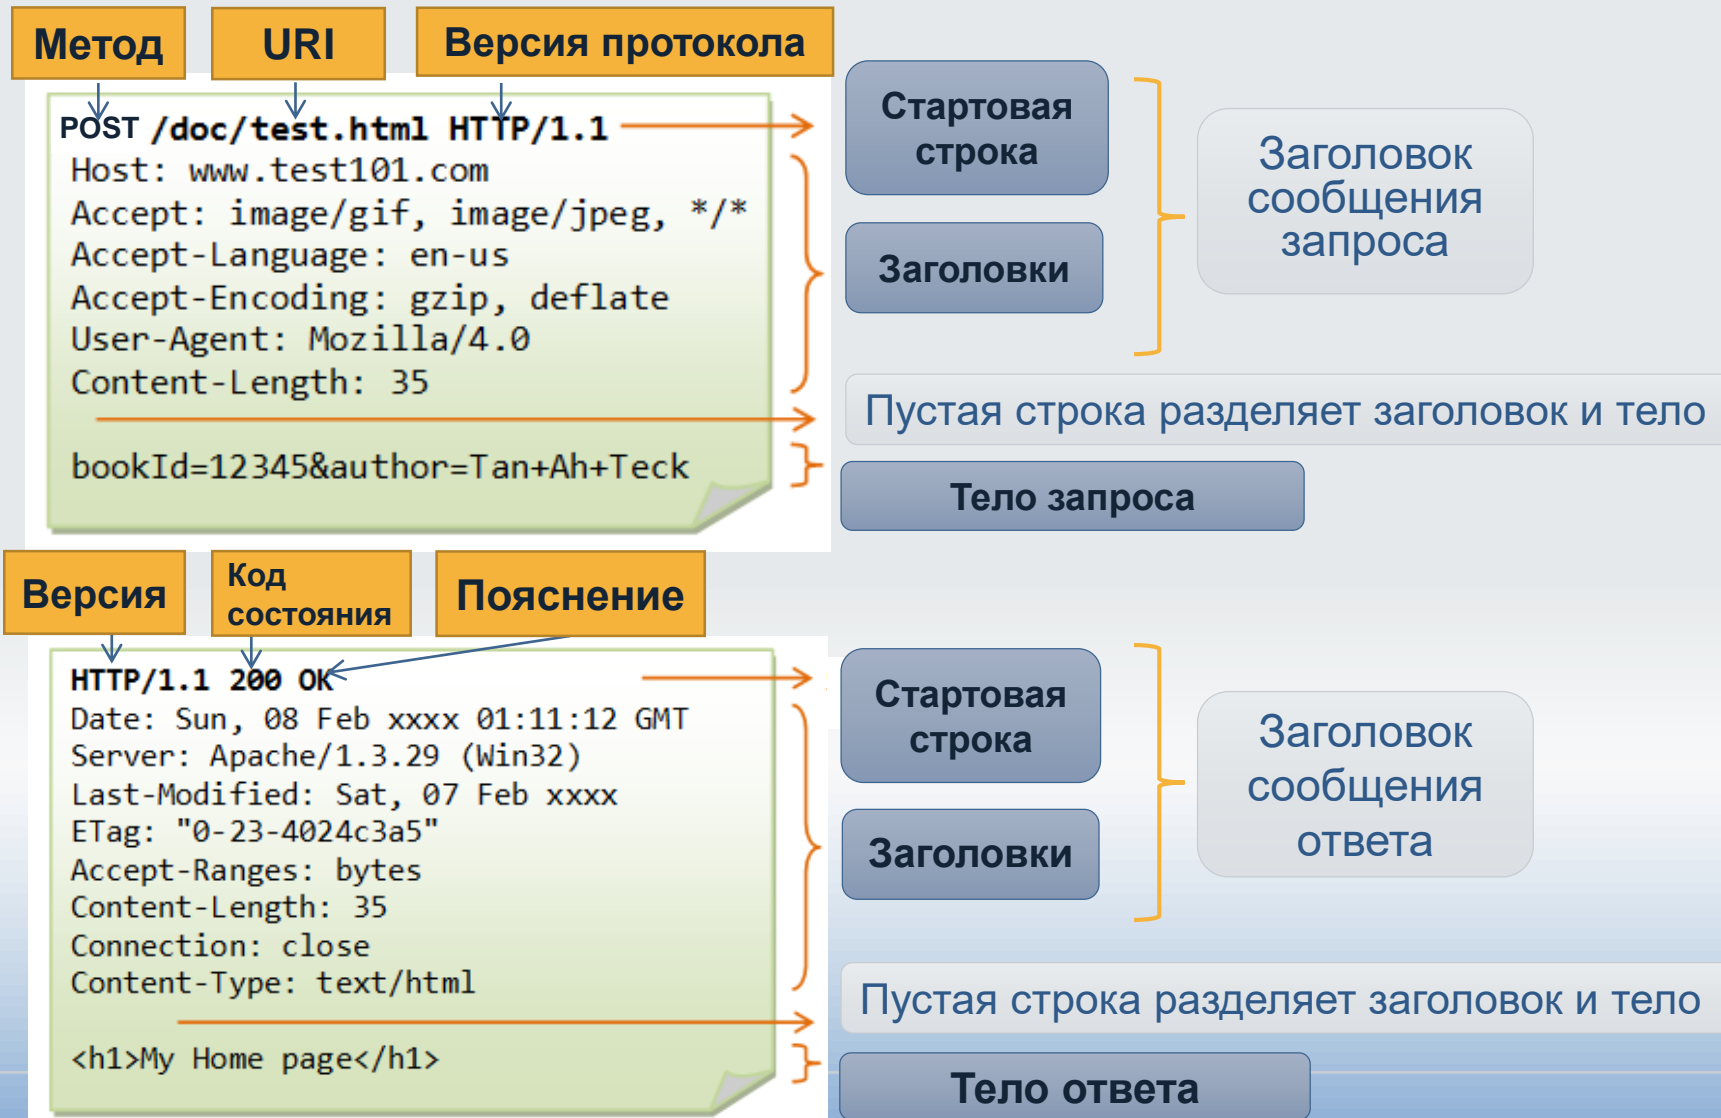 Метод
URI
Версия протокола
POST /doc/test.html HTTP/1.1
Host: www.test101.com
Accept: image/gif, image/jpeg, */*
Accept-Language: en-us
Accept-Encoding: gzip, deflate
User-Agent: Mozilla/4.0
Content-Length: 35
bookId=12345&author=Tan+Ah+Teck
Стартовая
строка
Заголовки
Заголовок
сообщения
запроса
Пустая строка разделяет заголовок и тело
Тело запроса
Версия
Код
состояния
Пояснение
HTTP/1.1 200 OK
Date: Sun, 08 Feb xxxx 01:11:12 GMT
Server: Apache/1.3.29 (Win32)
Last-Modified: Sat, 07 Feb xxxx
ETag: "0-23-4024c3a5"
Accept-Ranges: bytes
Content-Length: 35
Connection: close
Content-Type: text/html
<h1>My Home page</h1>
Стартовая
строка
Заголовки
Заголовок
сообщения
ответа
Пустая строка разделяет заголовок и тело
Тело ответа